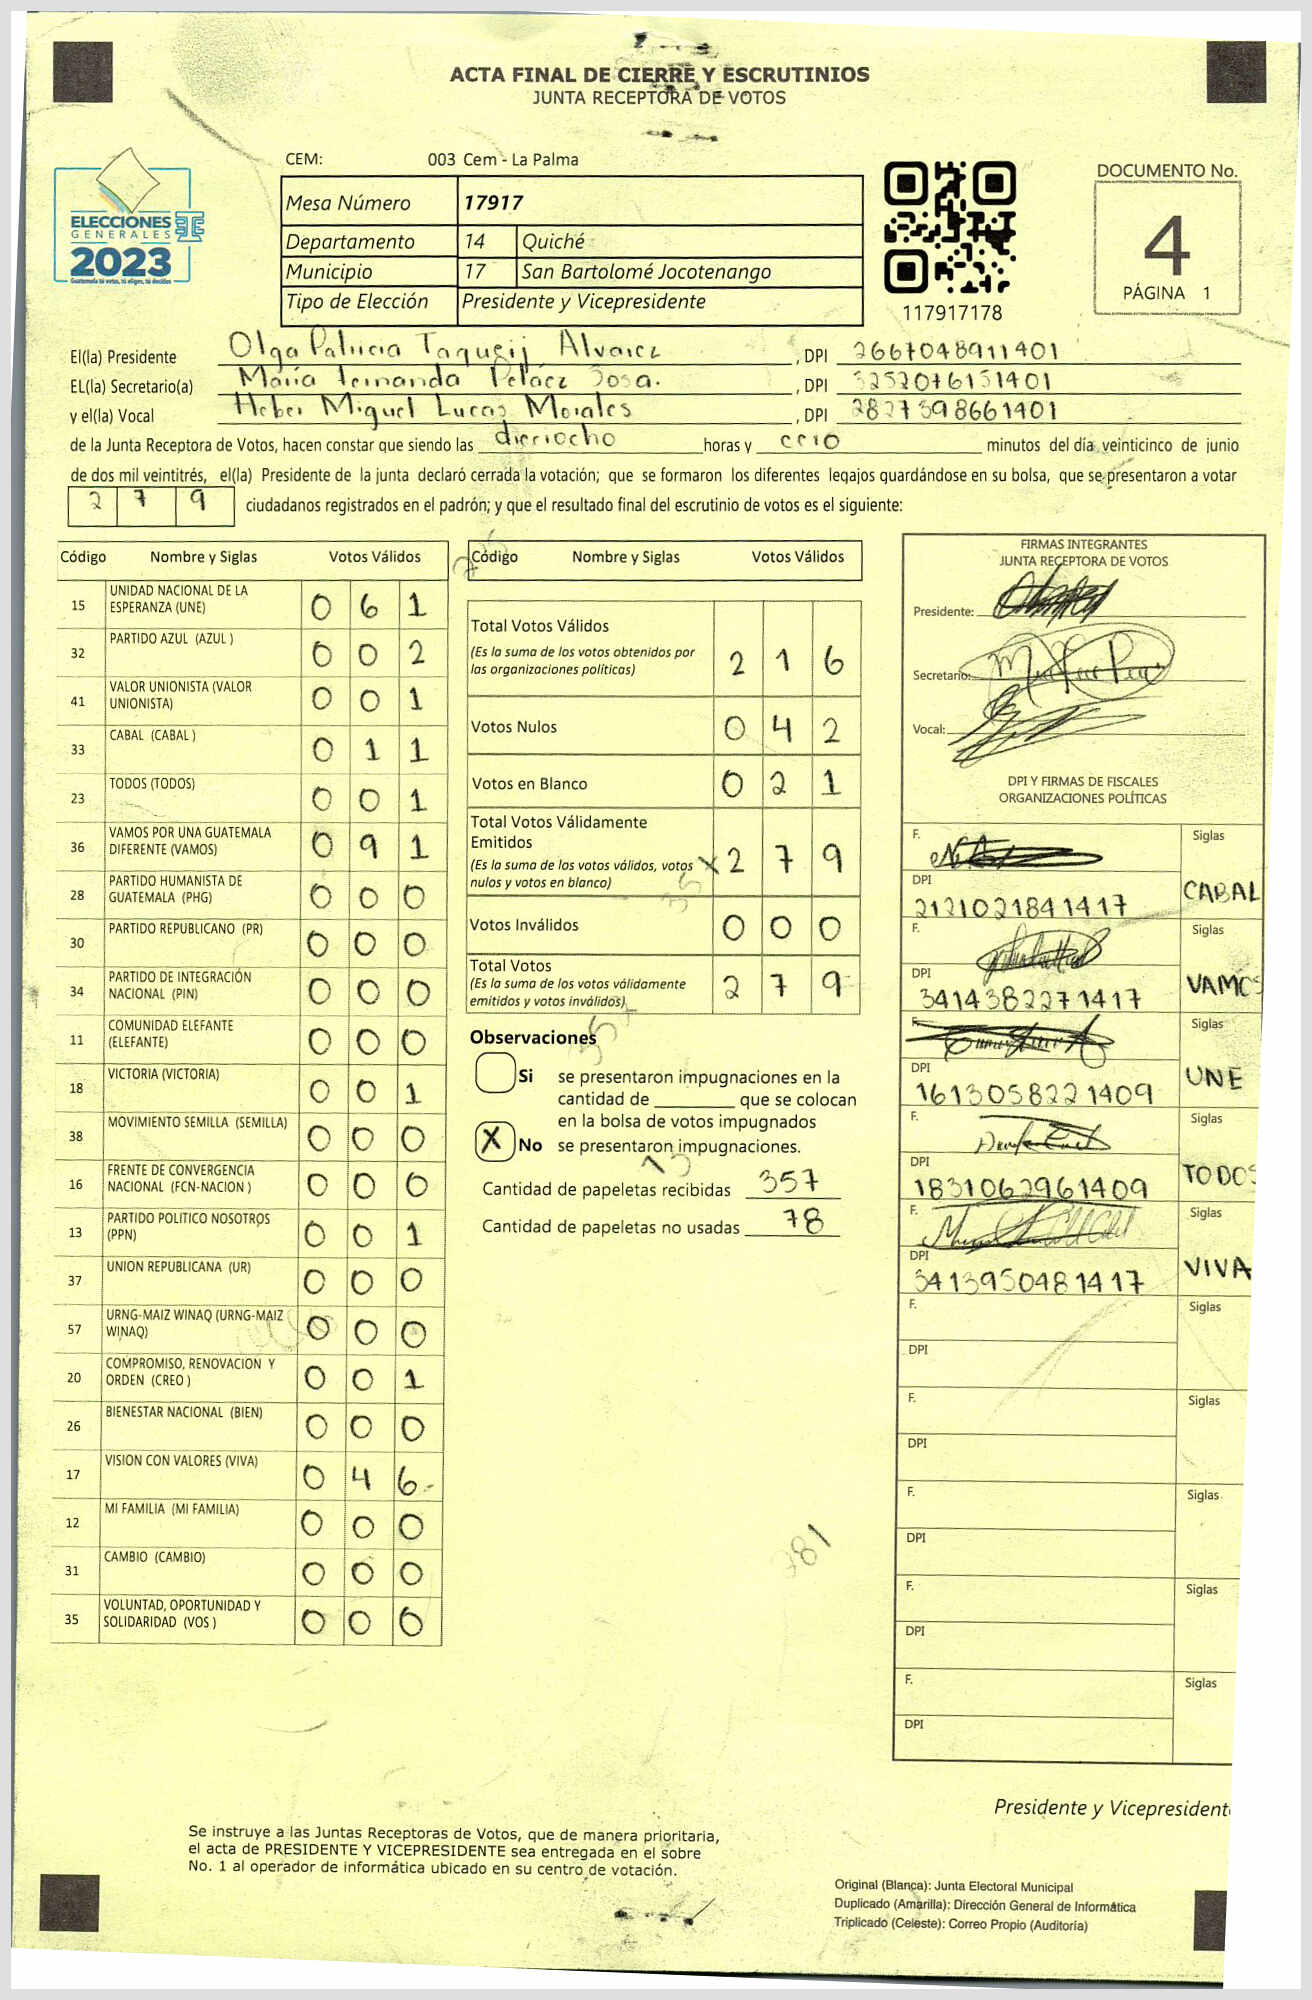 ACTA FINAL DE CIERRE Y ESCRUTINIOS
JUNTA RECEPTORA DE VOTOS
CEM: 003 Cem - La Palma
ELECCIONES
GENERALES
2023
Guatemala tú votas, tú eliges, tú decides
Mesa Número 17917
Departamento 14 Quiché
Municipio 17 San Bartolomé Jocotenango
Tipo de Elección Presidente y Vicepresidente
117917178
DOCUMENTO No.
4
PÁGINA 1
El(la) Presidente Olga Patricia Taqueij Alvarez, DPI 2667048911401
EL(la) Secretario(a) María Fernanda Peláez Sosa., DPI 3252076151401
y el(la) Vocal Heber Miguel Lucas Morales, DPI 2827398661401
de la Junta Receptora de Votos, hacen constar que siendo las dieciocho horas y cero minutos del día veinticinco de junio
de dos mil veintitrés, el(la) Presidente de la junta declaró cerrada la votación; que se formaron los diferentes legajos quardándose en su bolsa, que se presentaron a votar
2 7 9 ciudadanos registrados en el padrón; y que el resultado final del escrutinio de votos es el siguiente:
Código Nombre y Siglas Votos Válidos
15 UNIDAD NACIONAL DE LA ESPERANZA (UNE) 0 6 1
32 PARTIDO AZUL (AZUL ) 0 0 2
41 VALOR UNIONISTA (VALOR UNIONISTA) 0 0 1
33 CABAL (CABAL ) 0 1 1
23 TODOS (TODOS) 0 0 1
36 VAMOS POR UNA GUATEMALA DIFERENTE (VAMOS) 0 9 1
28 PARTIDO HUMANISTA DE GUATEMALA (PHG) 0 0 0
30 PARTIDO REPUBLICANO (PR) 0 0 0
34 PARTIDO DE INTEGRACIÓN NACIONAL (PIN) 0 0 0
11 COMUNIDAD ELEFANTE (ELEFANTE) 0 0 0
18 VICTORIA (VICTORIA) 0 0 1
38 MOVIMIENTO SEMILLA (SEMILLA) 0 0 0
16 FRENTE DE CONVERGENCIA NACIONAL (FCN-NACION ) 0 0 0
13 PARTIDO POLITICO NOSOTROS (PPN) 0 0 1
37 UNION REPUBLICANA (UR) 0 0 0
57 URNG-MAIZ WINAQ (URNG-MAIZ WINAQ) 0 0 0
20 COMPROMISO, RENOVACION Y ORDEN (CREO ) 0 0 1
26 BIENESTAR NACIONAL (BIEN) 0 0 0
17 VISION CON VALORES (VIVA) 0 4 6
12 MI FAMILIA (MI FAMILIA) 0 0 0
31 CAMBIO (CAMBIO) 0 0 0
35 VOLUNTAD, OPORTUNIDAD Y SOLIDARIDAD (VOS ) 0 0 0
Código Nombre y Siglas Votos Válidos
Total Votos Válidos 2 1 6
(Es la suma de los votos obtenidos por
las organizaciones políticas)
Votos Nulos 0 4 2
Votos en Blanco 0 2 1
Total Votos Válidamente
Emitidos 2 7 9
(Es la suma de los votos válidos, votos
nulos y votos en blanco)
Votos Inválidos 0 0 0
Total Votos 2 7 9
(Es la suma de los votos válidamente
emitidos y votos inválidos)
Observaciones
Si se presentaron impugnaciones en la
cantidad de ________ que se colocan
en la bolsa de votos impugnados
X No se presentaron impugnaciones.
Cantidad de papeletas recibidas 357
Cantidad de papeletas no usadas 78
FIRMAS INTEGRANTES
JUNTA RECEPTORA DE VOTOS
Presidente:
Secretario:
Vocal:
DPI Y FIRMAS DE FISCALES
ORGANIZACIONES POLÍTICAS
F. Siglas
DPI 2121021841417 CABAL
F. Siglas
DPI 3414382271417 VAMOS
F. Siglas
DPI 1613058221409 UNE
F. Siglas
DPI 1831062961409 TODOS
F. Siglas
DPI 3413950481417 VIVA
F. Siglas
DPI
F. Siglas
DPI
F. Siglas
DPI
F. Siglas
DPI
F. Siglas
DPI
781
Presidente y Vicepresident
Se instruye a las Juntas Receptoras de Votos, que de manera prioritaria,
el acta de PRESIDENTE Y VICEPRESIDENTE sea entregada en el sobre
No. 1 al operador de informática ubicado en su centro de votación.
Original (Blanca): Junta Electoral Municipal
Duplicado (Amarilla): Dirección General de Informática
Triplicado (Celeste): Correo Propio (Auditoría)